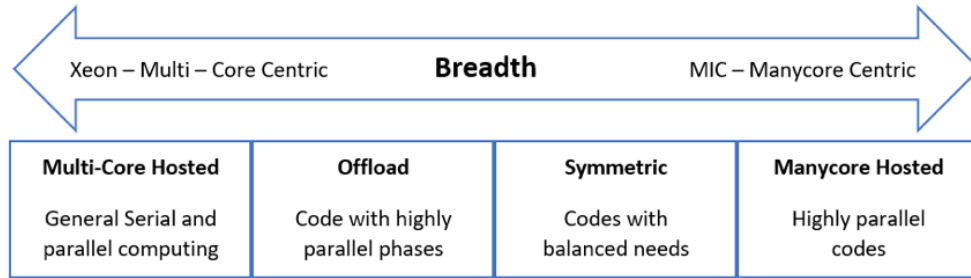 Xeon – Multi – Core Centric
Breadth
MIC – Manycore Centric
Multi-Core Hosted
General Serial and
parallel computing
Offload
Code with highly
parallel phases
Symmetric
Codes with
balanced needs
Manycore Hosted
Highly parallel
codes